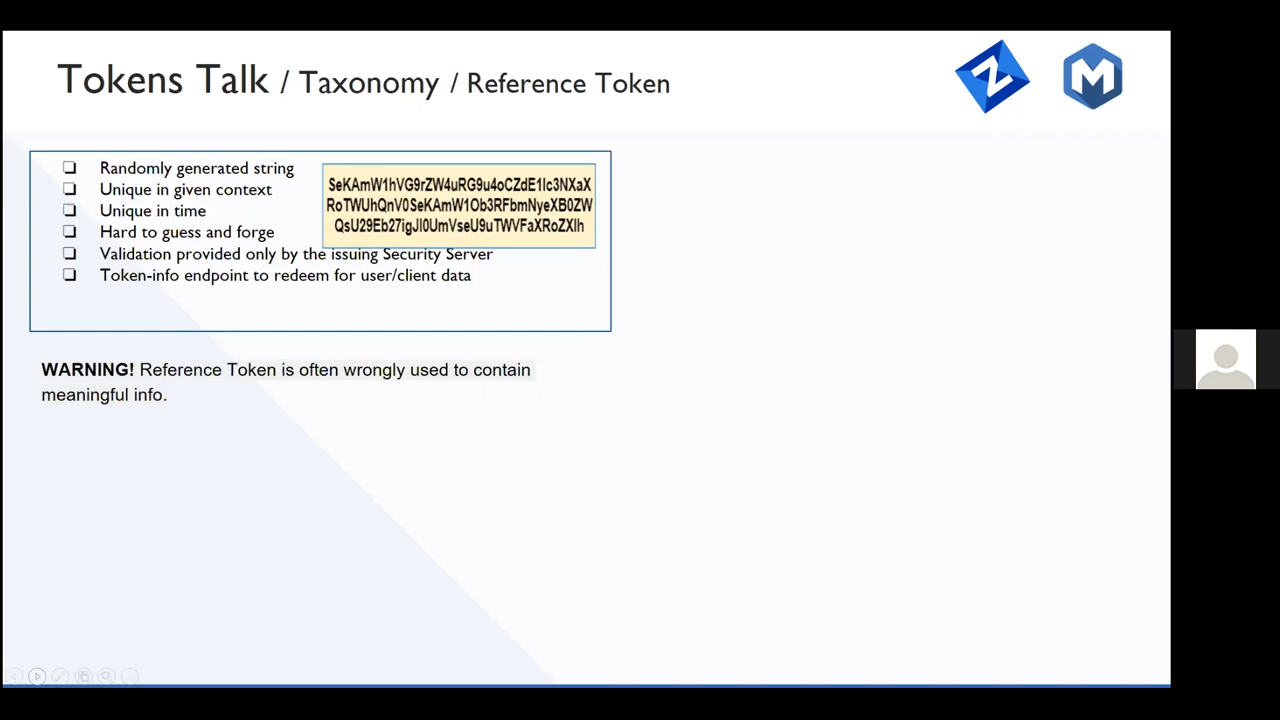 Tokens Talk / Taxonomy / Reference Token
Randomly generated string
Unique in given context
Unique in time
Hard to guess and forge
Validation provided only by the issuing Security Server
Token-info endpoint to redeem for user/client data
SeKAmW1hVG9rZW4uRG9u4oCZdE1lc3NXaX
RoTWUhQnV0SeKAmW1Ob3RFbmNyeXB0ZW
QsU29Eb27igJl0UmVseU9uTWVFaXRoZXIh
WARNING! Reference Token is often wrongly used to contain
meaningful info.